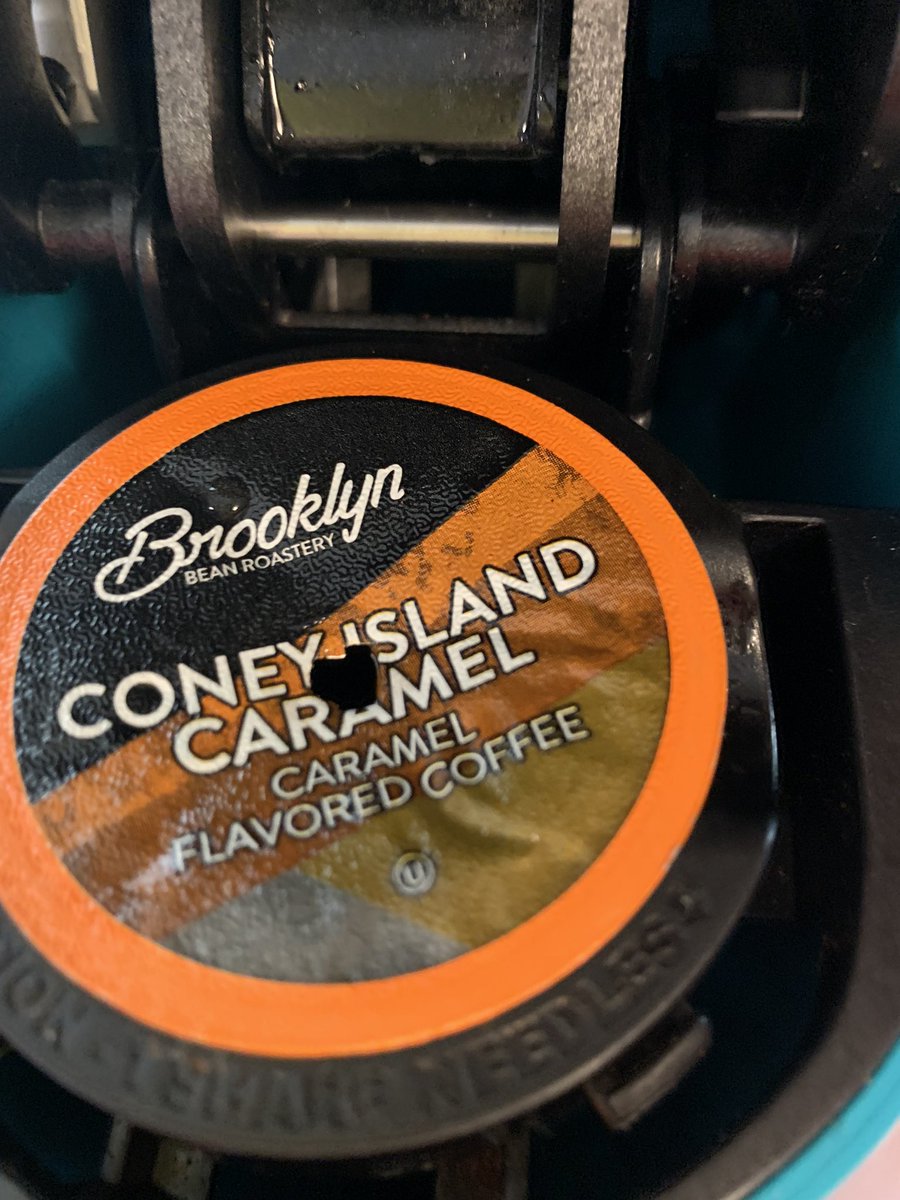 Brooklyn
BEAN ROASTERY
CONEY ISLAND
CARAMEL
CARAMEL
FLAVORED COFFEE
U
SHARP NEEDLES